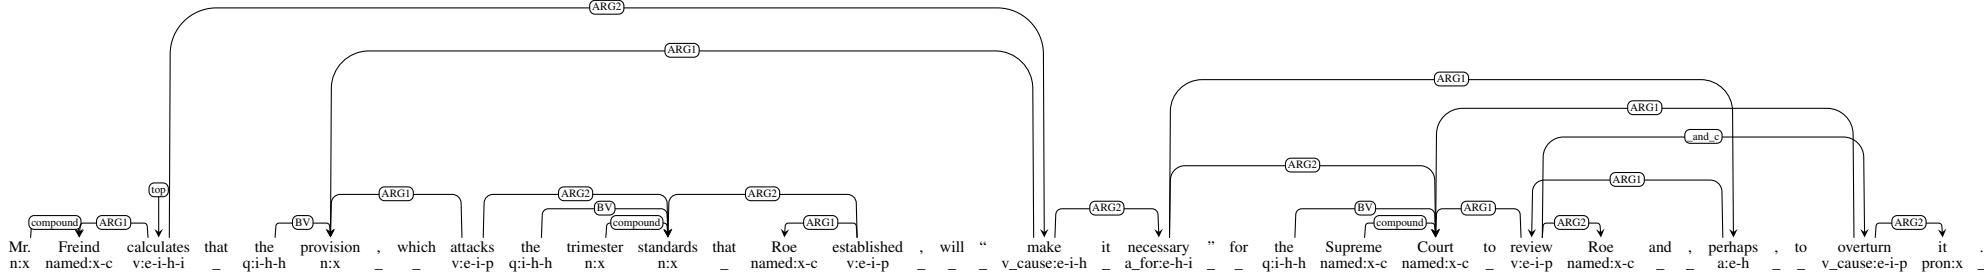 ARG2
ARG1
ARG1
ARG1
_and_c
ARG2 ARG1
top ARG1 ARG2 ARG2
BV ARG2 BV ARG1
compound ARG1 BV compound ARG1 compound ARG2 ARG2
Mr. Freind calculates that the provision , which attacks the trimester standards that Roe established , will “ make it necessary ” for the Supreme Court to review Roe and , perhaps , to overturn it .
n:x named:x-c v:e-i-h-i _ q:i-h-h n:x _ _ v:e-i-p q:i-h-h n:x n:x _ named:x-c v:e-i-p _ _ _ v_cause:e-i-h _ a_for:e-h-i _ _ q:i-h-h named:x-c named:x-c _ v:e-i-p named:x-c _ _ a:e-h _ _ v_cause:e-i-p pron:x _